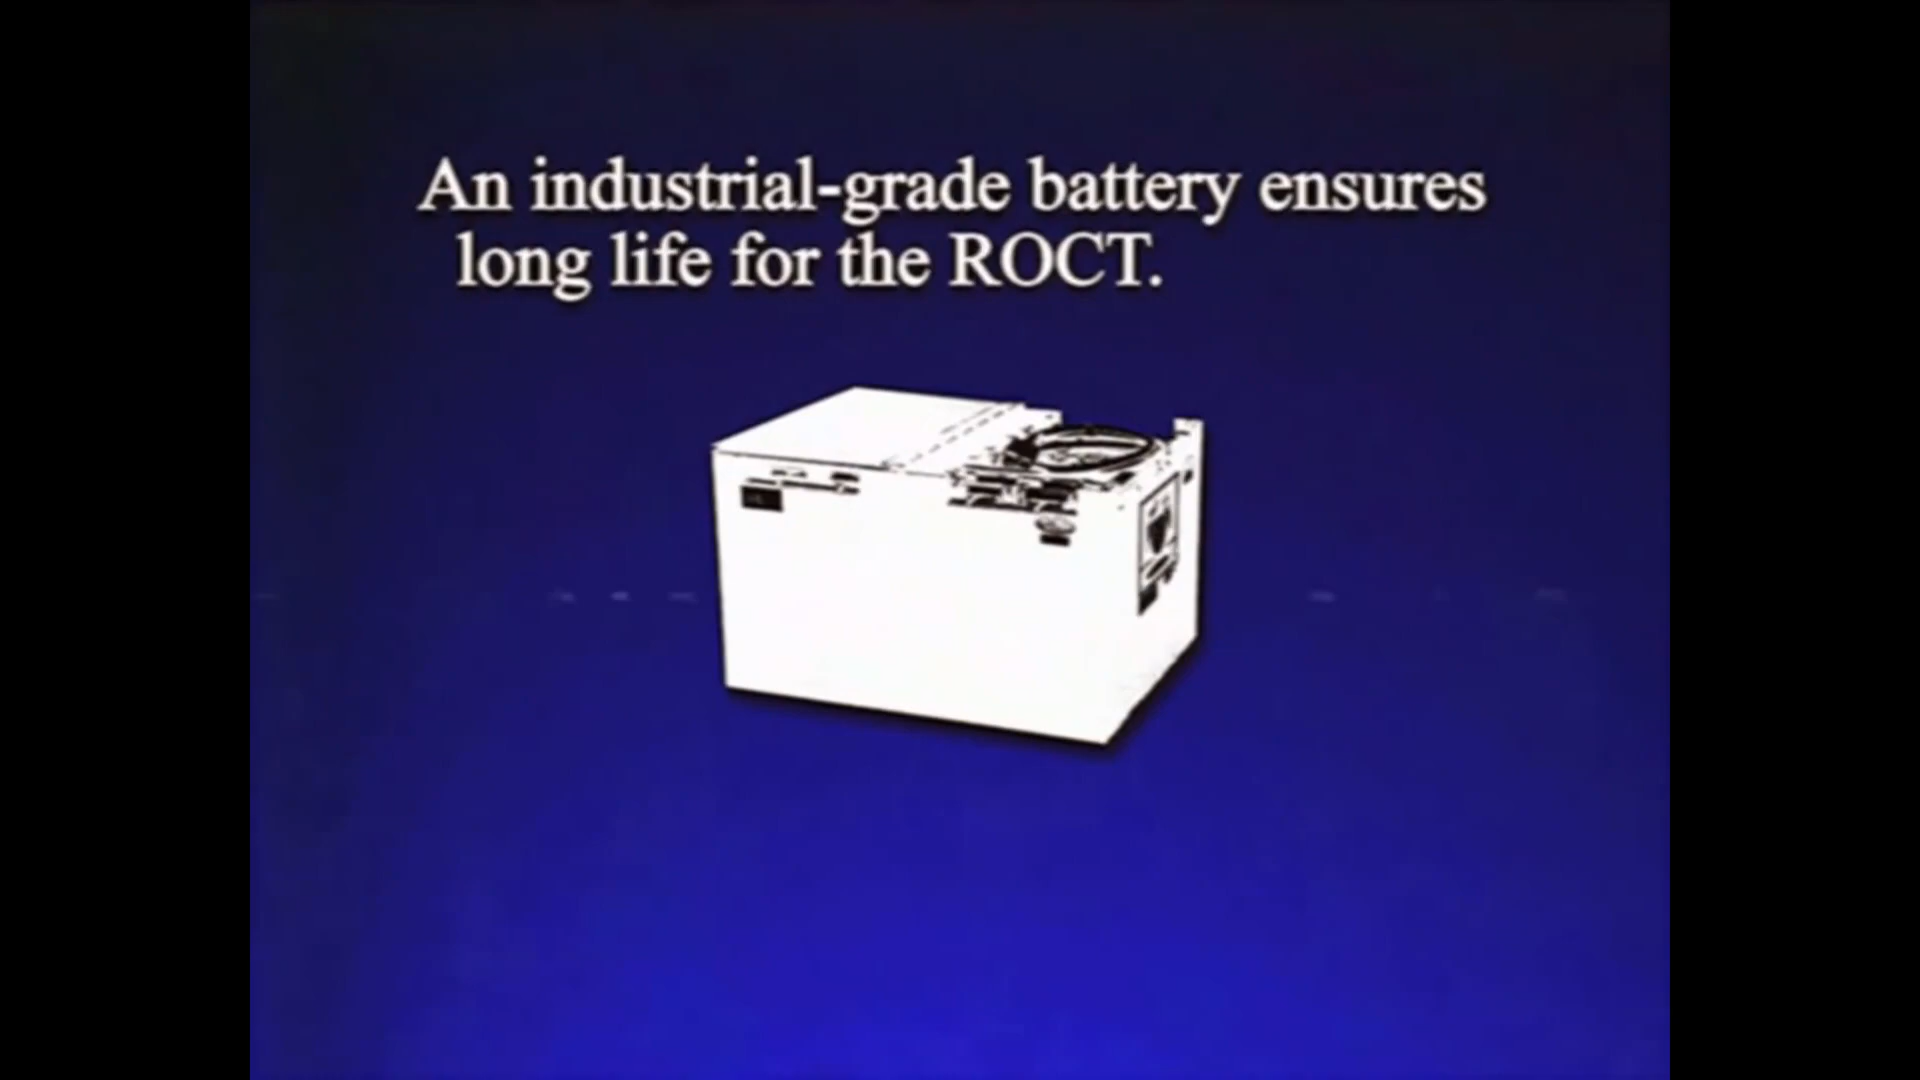 An industrial-grade battery ensures
long life for the ROCT.